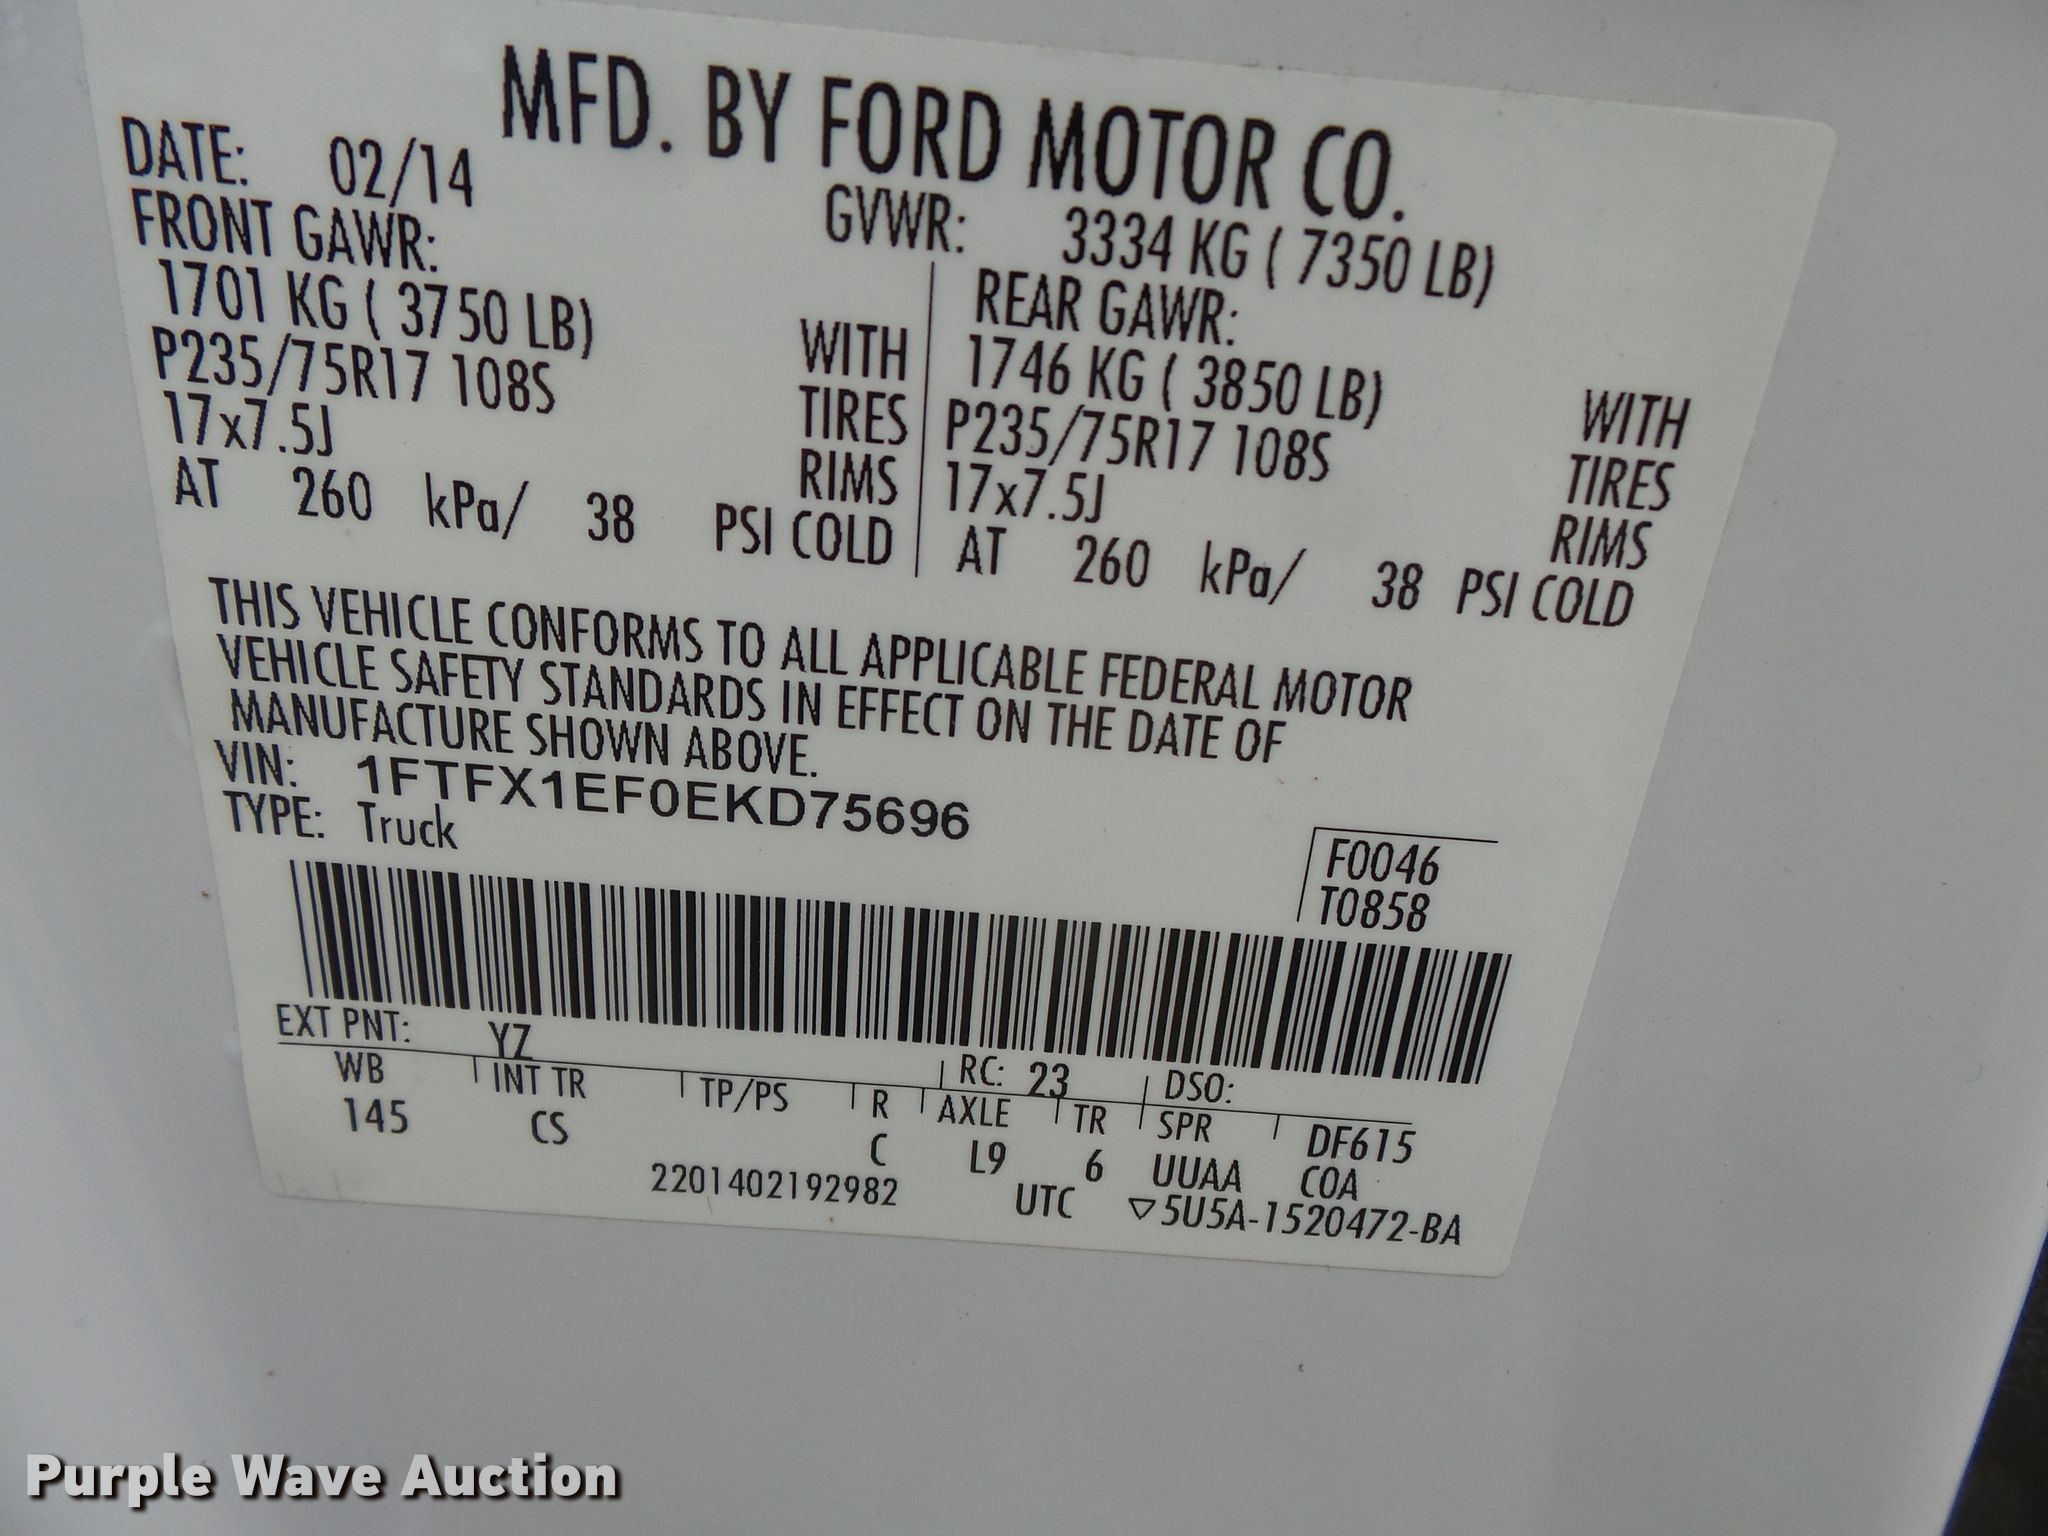 MFD. BY FORD MOTOR CO.
DATE: 02/14 GVWR: 3334 KG ( 7350 LB)
FRONT GAWR: REAR GAWR:
1701 KG ( 3750 LB) WITH 1746 KG ( 3850 LB) WITH
P235/75R17 108S TIRES P235/75R17 108S TIRES
17x7.5J RIMS 17x7.5J RIMS
AT 260 kPa/ 38 PSI COLD AT 260 kPa/ 38 PSI COLD
THIS VEHICLE CONFORMS TO ALL APPLICABLE FEDERAL MOTOR
VEHICLE SAFETY STANDARDS IN EFFECT ON THE DATE OF
MANUFACTURE SHOWN ABOVE.
VIN: 1FTFX1EF0EKD75696
TYPE: Truck
F0046
T0858
EXT PNT: YZ RC: 23 DSO:
WB INT TR TP/PS R AXLE TR SPR DF615
145 CS C L9 6 UUAA COA
2201402192982 UTC ▽5U5A-1520472-BA
Purple Wave Auction